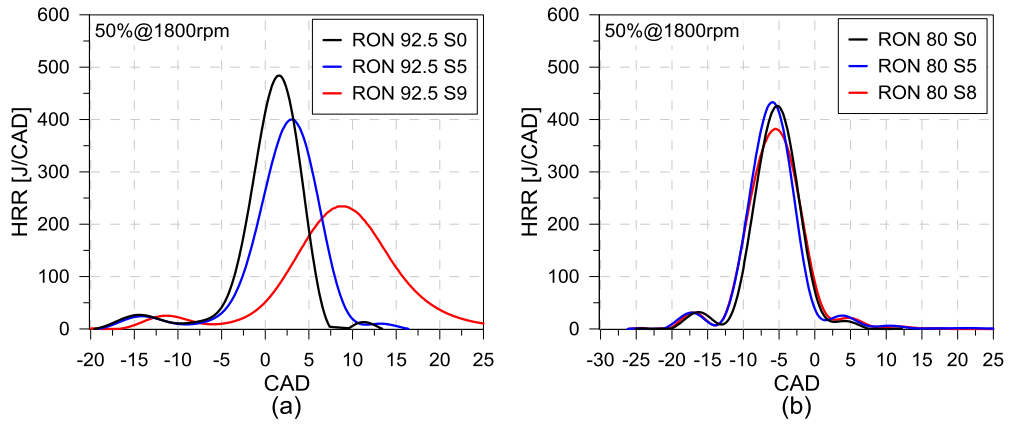 50%@1800rpm
RON 92.5 S0
RON 92.5 S5
RON 92.5 S9
600
500
400
300
200
100
0
HRR [J/CAD]
-20 -15 -10 -5 0 5 10 15 20 25
CAD
(a)
50%@1800rpm
RON 80 S0
RON 80 S5
RON 80 S8
600
500
400
300
200
100
0
HRR [J/CAD]
-30 -25 -20 -15 -10 -5 0 5 10 15 20 25
CAD
(b)